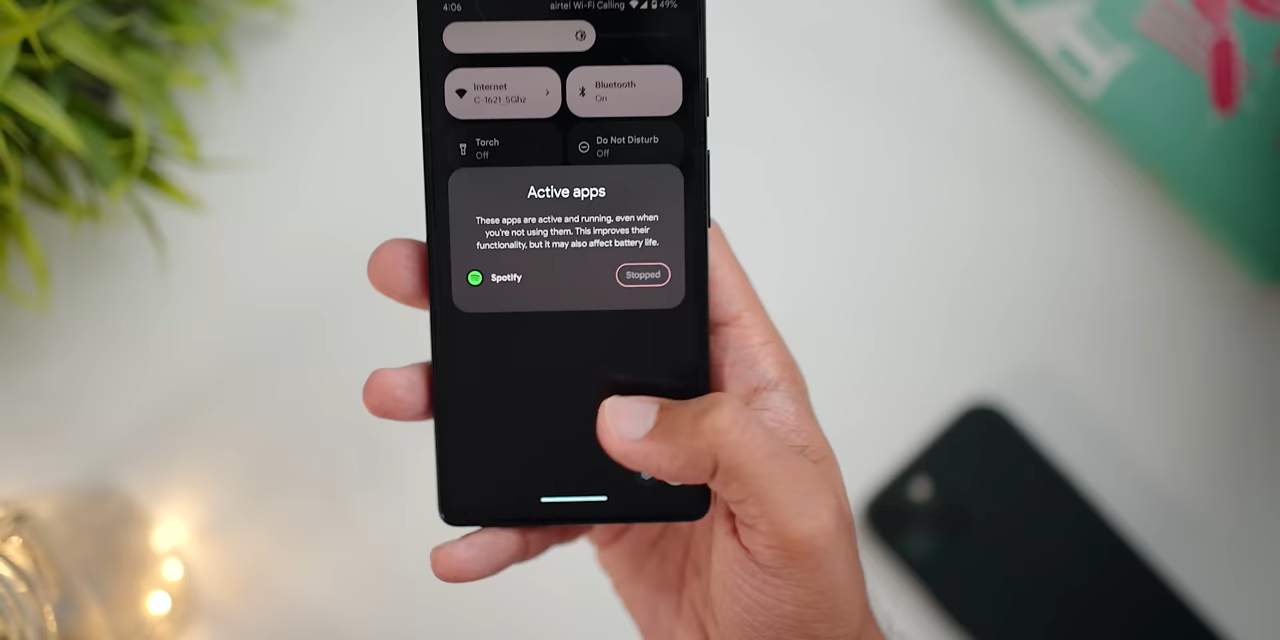 4:06 airtel Wi-Fi Calling 49%
Internet
C-1621_5Ghz
Bluetooth
On
Torch
Off
Do Not Disturb
Off
Active apps
These apps are active and running, even when
you're not using them. This improves their
functionality, but it may also affect battery life.
Spotify
Stopped